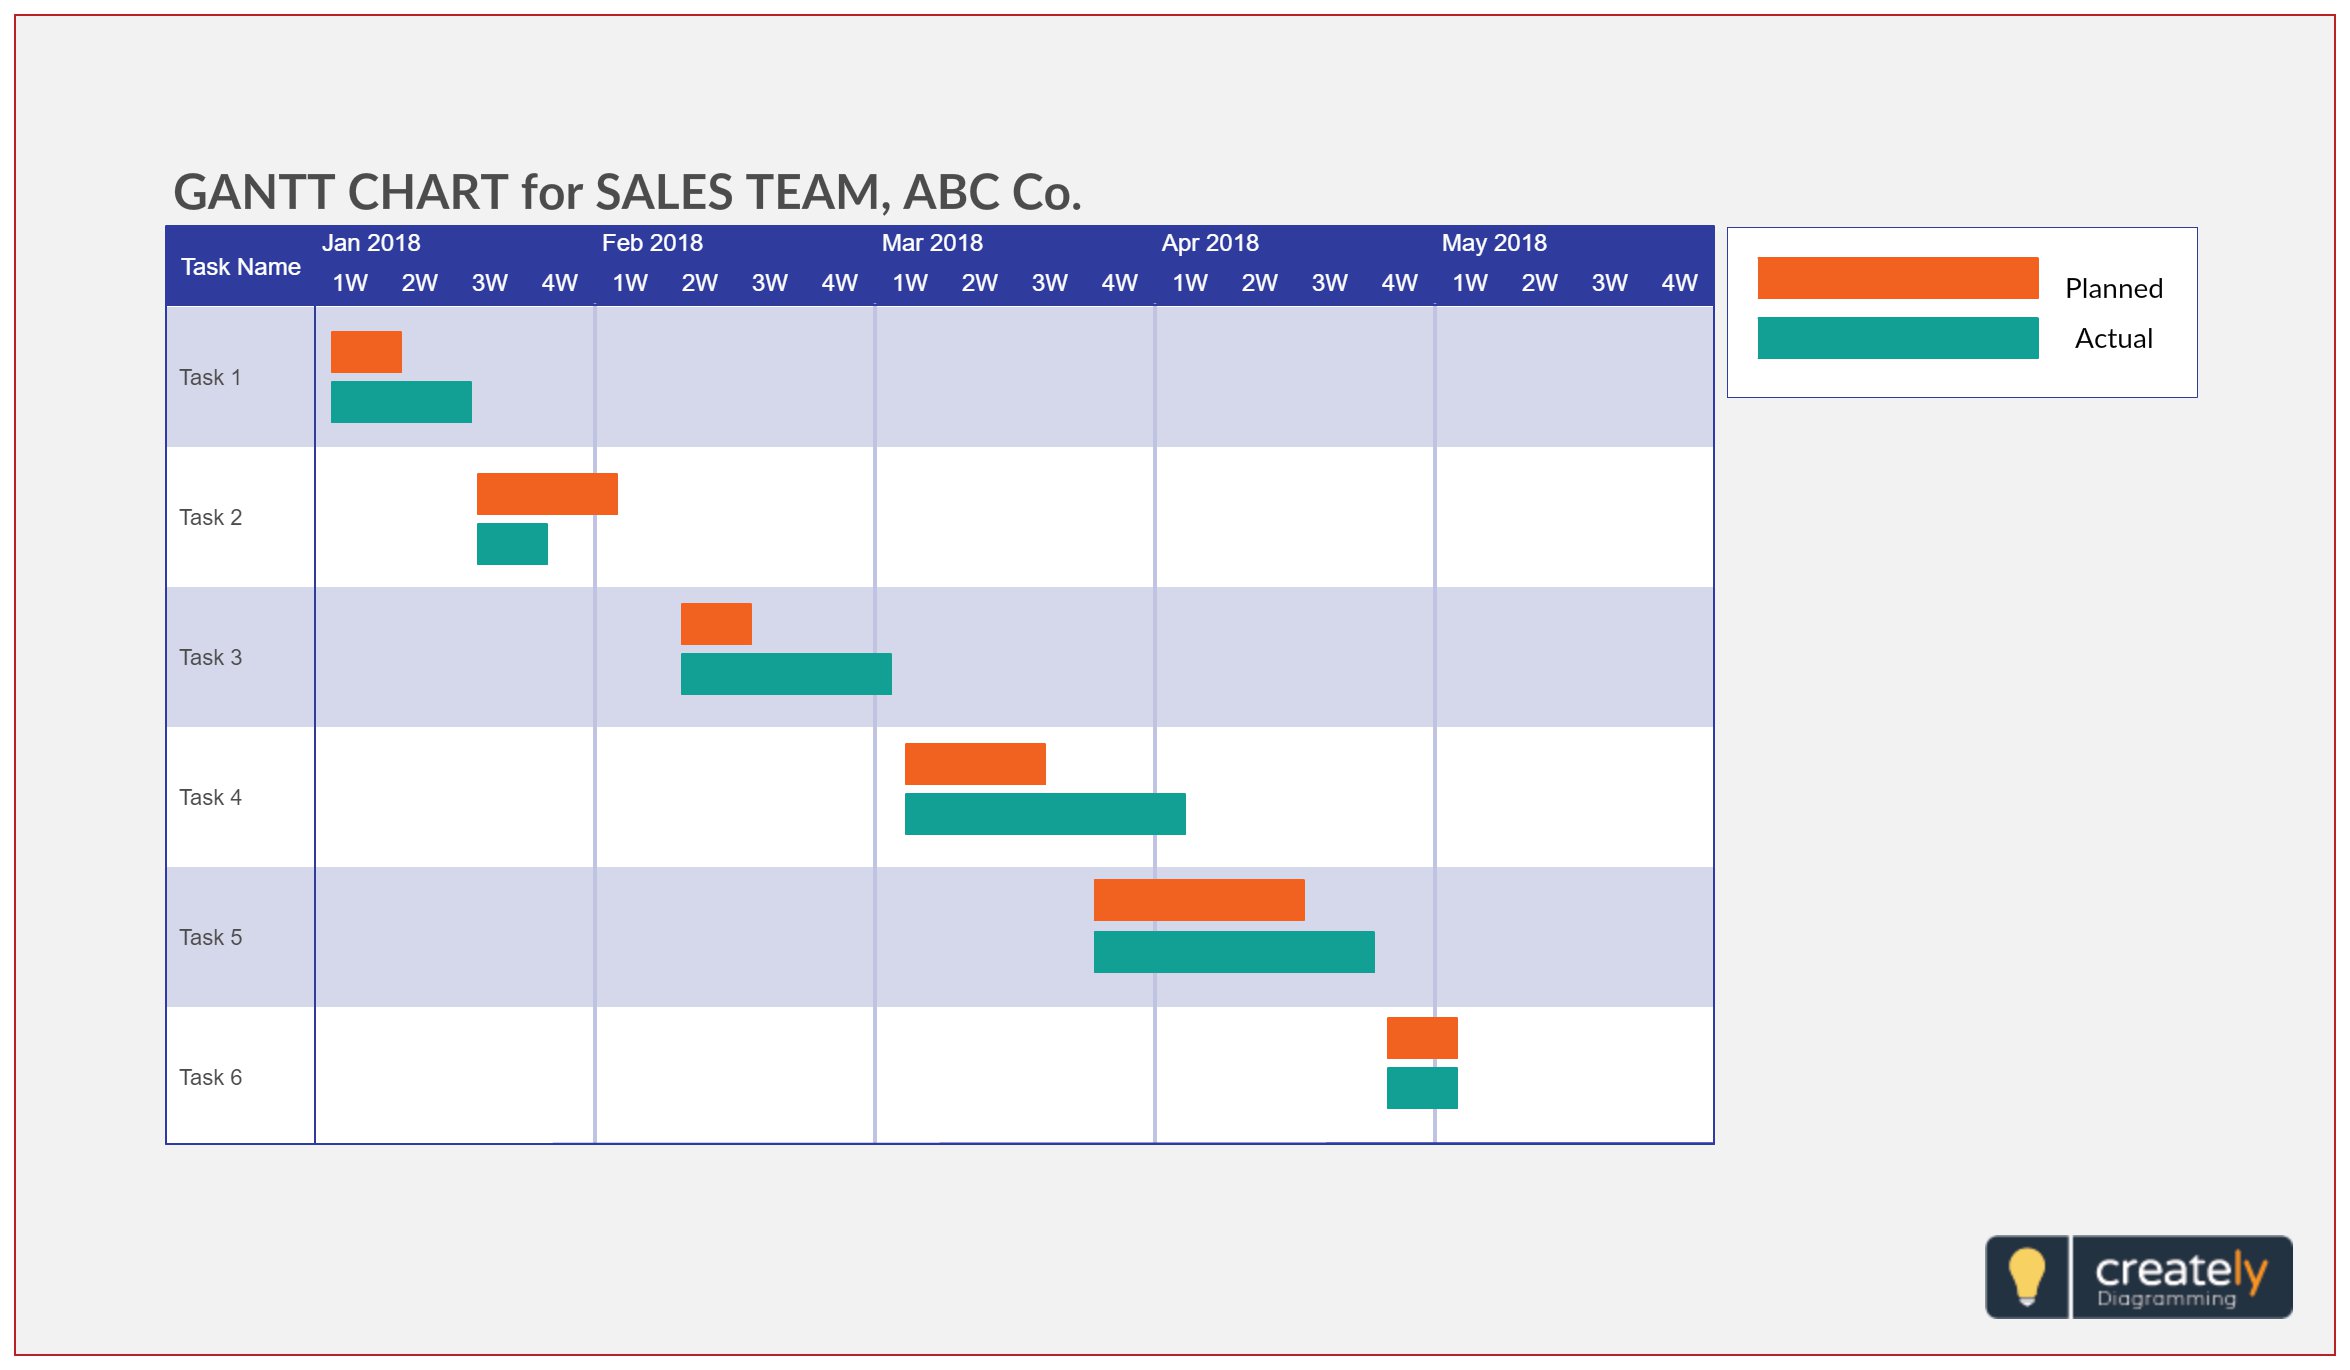 GANTT CHART for SALES TEAM, ABC Co.
Task Name
Jan 2018 Feb 2018 Mar 2018 Apr 2018 May 2018
1W 2W 3W 4W 1W 2W 3W 4W 1W 2W 3W 4W 1W 2W 3W 4W 1W 2W 3W 4W
Planned
Actual
Task 1
Task 2
Task 3
Task 4
Task 5
Task 6
creately
Diagramming